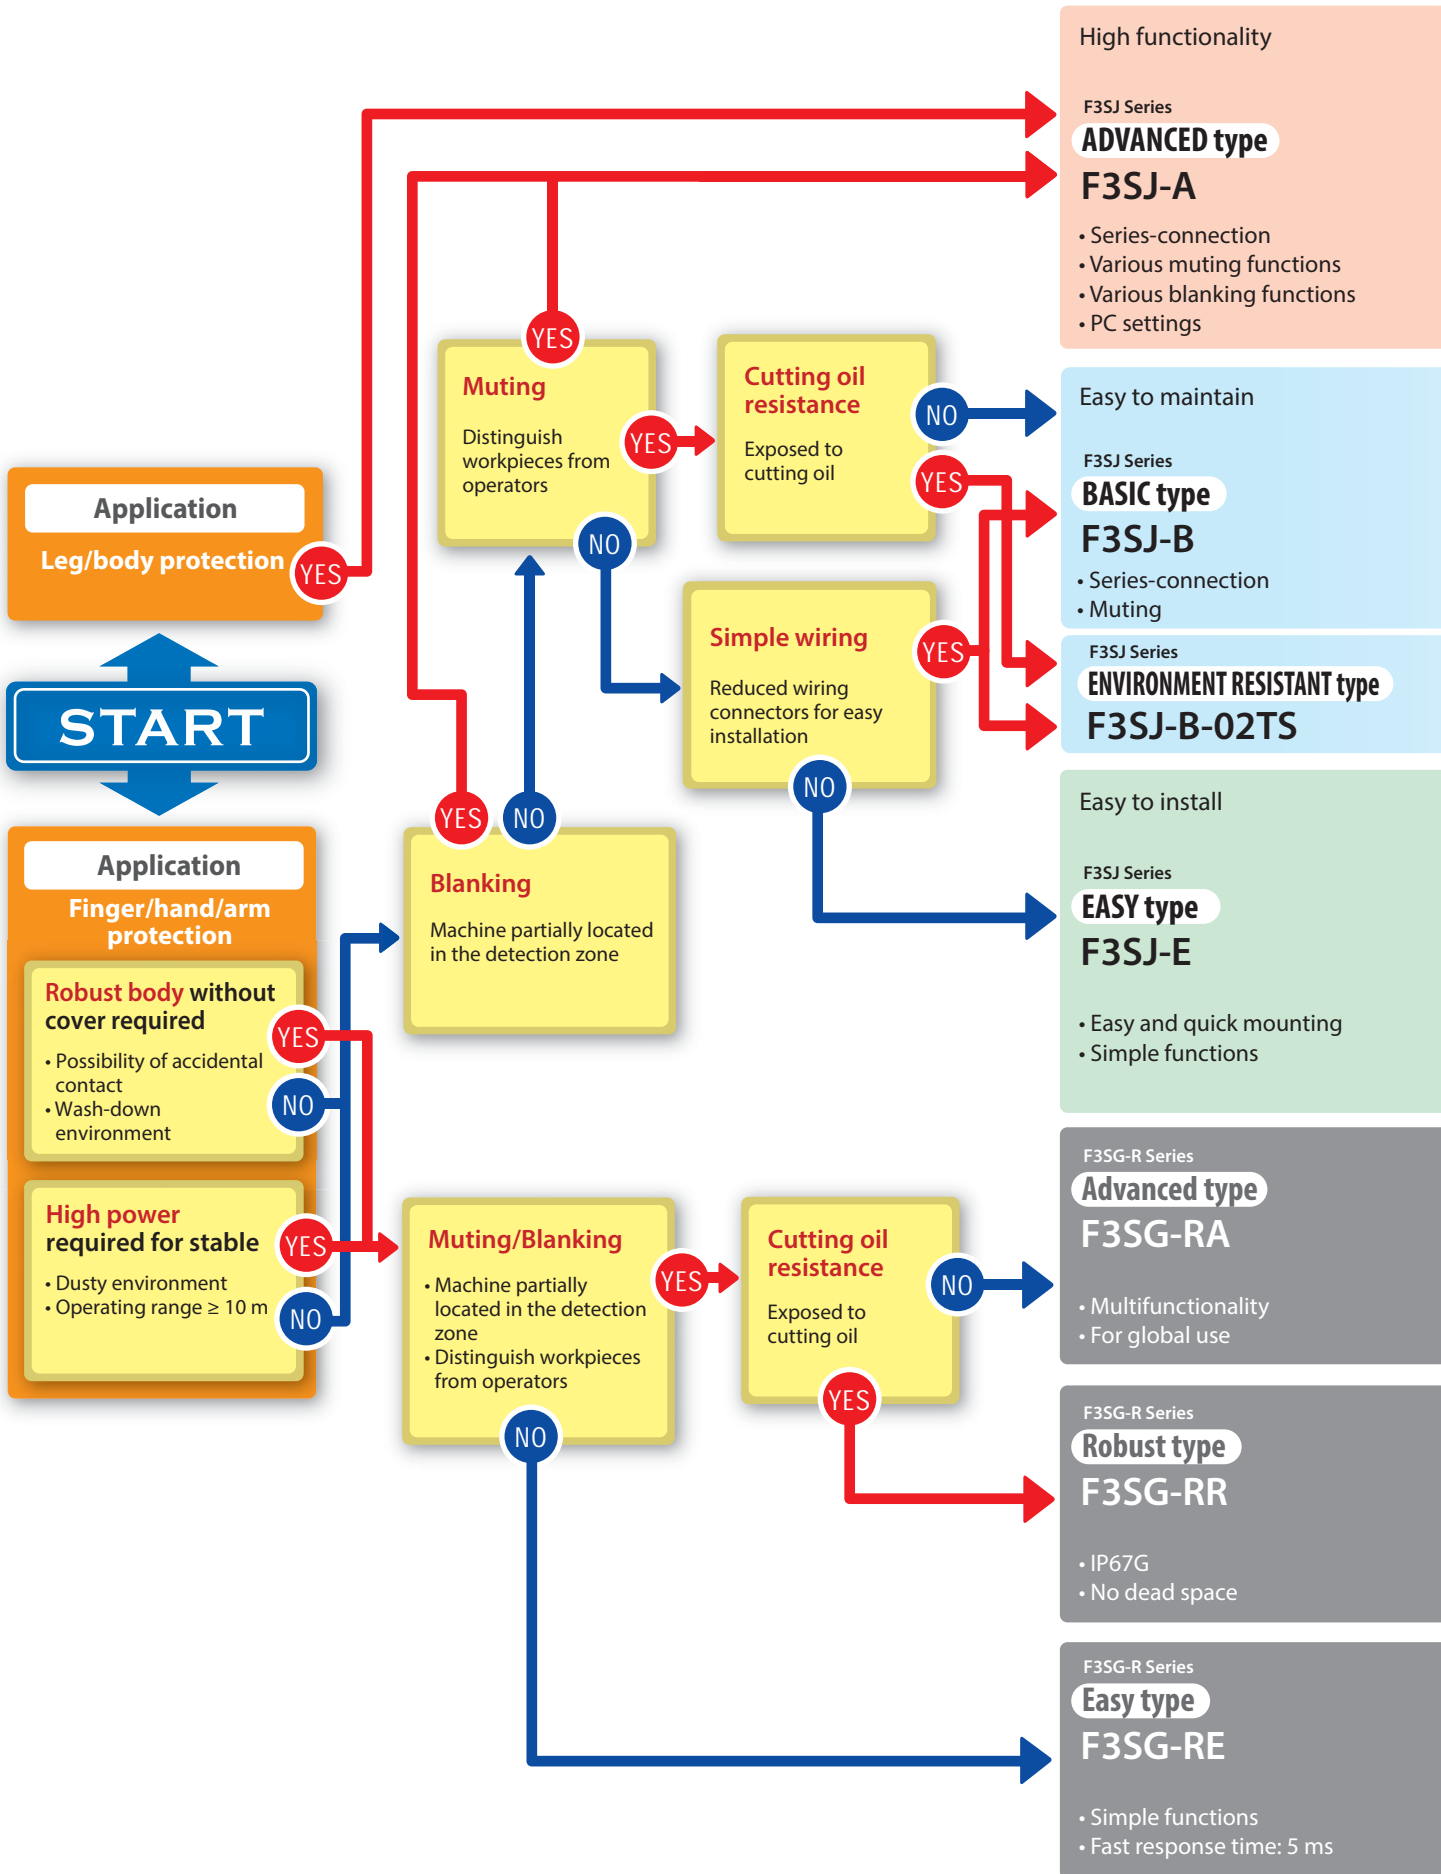 High functionality
F3SJ Series
ADVANCED type
F3SJ-A
• Series-connection
• Various muting functions
• Various blanking functions
• PC settings
YES
Muting
Distinguish
workpieces from
operators
YES
NO
Cutting oil
resistance
Exposed to
cutting oil
NO
YES
Easy to maintain
F3SJ Series
BASIC type
F3SJ-B
• Series-connection
• Muting
Application
Leg/body protection
YES
START
Simple wiring
Reduced wiring
connectors for easy
installation
YES
NO
F3SJ Series
ENVIRONMENT RESISTANT type
F3SJ-B-02TS
Easy to install
F3SJ Series
EASY type
F3SJ-E
• Easy and quick mounting
• Simple functions
YES
NO
Blanking
Machine partially located
in the detection zone
Application
Finger/hand/arm
protection
Robust body without
cover required
• Possibility of accidental
contact
• Wash-down
environment
YES
NO
High power
required for stable
• Dusty environment
• Operating range ≥ 10 m
YES
NO
Muting/Blanking
• Machine partially
located in the detection
zone
• Distinguish workpieces
from operators
YES
NO
Cutting oil
resistance
Exposed to
cutting oil
NO
YES
F3SG-R Series
Advanced type
F3SG-RA
• Multifunctionality
• For global use
F3SG-R Series
Robust type
F3SG-RR
• IP67G
• No dead space
F3SG-R Series
Easy type
F3SG-RE
• Simple functions
• Fast response time: 5 ms